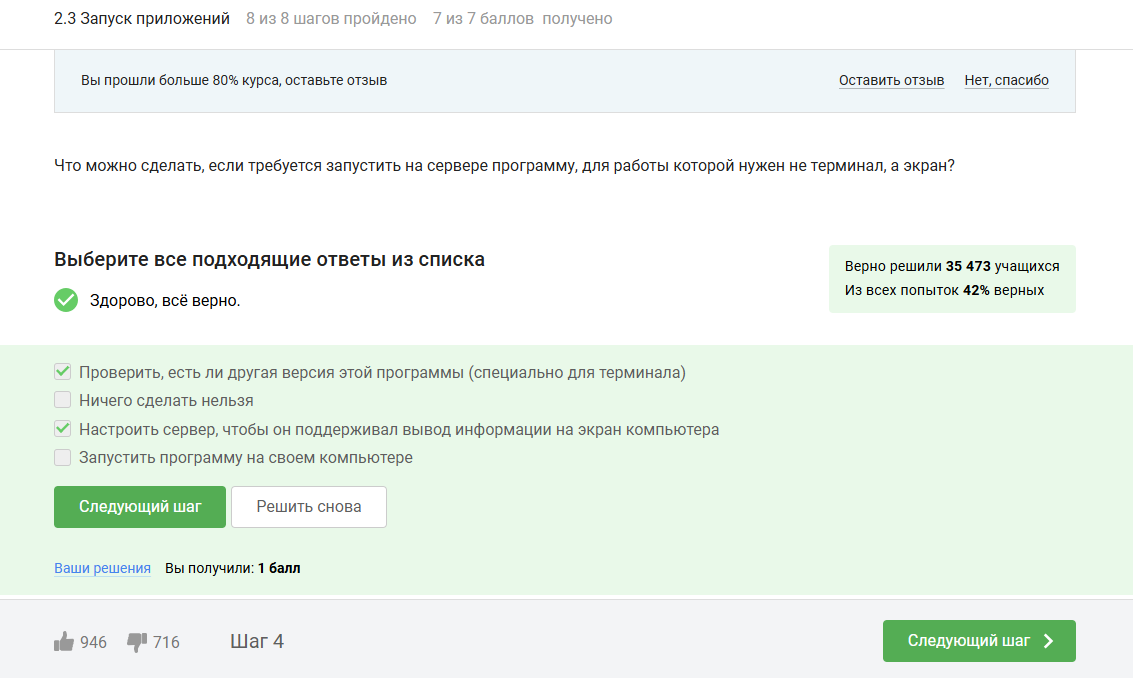 2.3 Запуск приложений 8 из 8 шагов пройдено 7 из 7 баллов получено
Вы прошли больше 80% курса, оставьте отзыв Оставить отзыв Нет, спасибо
Что можно сделать, если требуется запустить на сервере программу, для работы которой нужен не терминал, а экран?
Выберите все подходящие ответы из списка
Верно решили 35 473 учащихся
Из всех попыток 42% верных
Здорово, всё верно.
Проверить, есть ли другая версия этой программы (специально для терминала)
Ничего сделать нельзя
Настроить сервер, чтобы он поддерживал вывод информации на экран компьютера
Запустить программу на своем компьютере
Следующий шаг Решить снова
Ваши решения Вы получили: 1 балл
946 716 Шаг 4 Следующий шаг